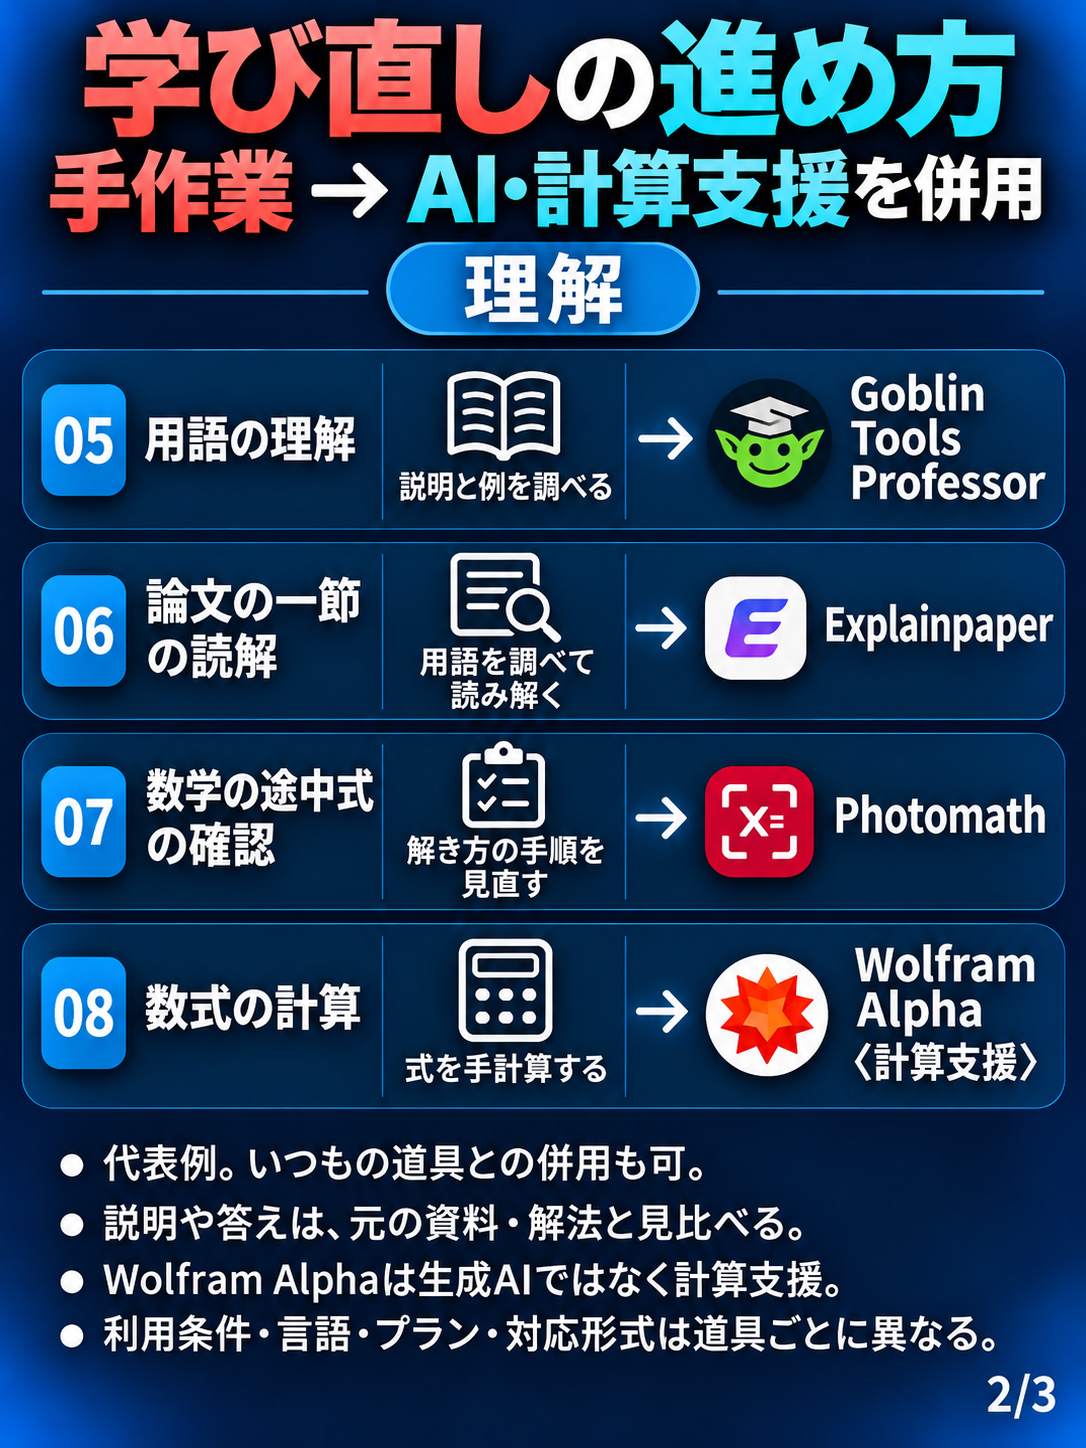 学び直しの進め方
手作業→AI・計算支援を併用
理解
05
用語の理解
説明と例を調べる
→
Goblin
Tools
Professor
06
論文の一節
の読解
用語を調べて
読み解く
→
E
Explainpaper
07
数学の途中式
の確認
解き方の手順を
見直す
→
X=
Photomath
08
数式の計算
式を手計算する
→
Wolfram
Alpha
〈計算支援〉
● 代表例。いつもの道具との併用も可。
● 説明や答えは、元の資料・解法と見比べる。
● Wolfram Alphaは生成AIではなく計算支援。
● 利用条件・言語・プラン・対応形式は道具ごとに異なる。
2/3